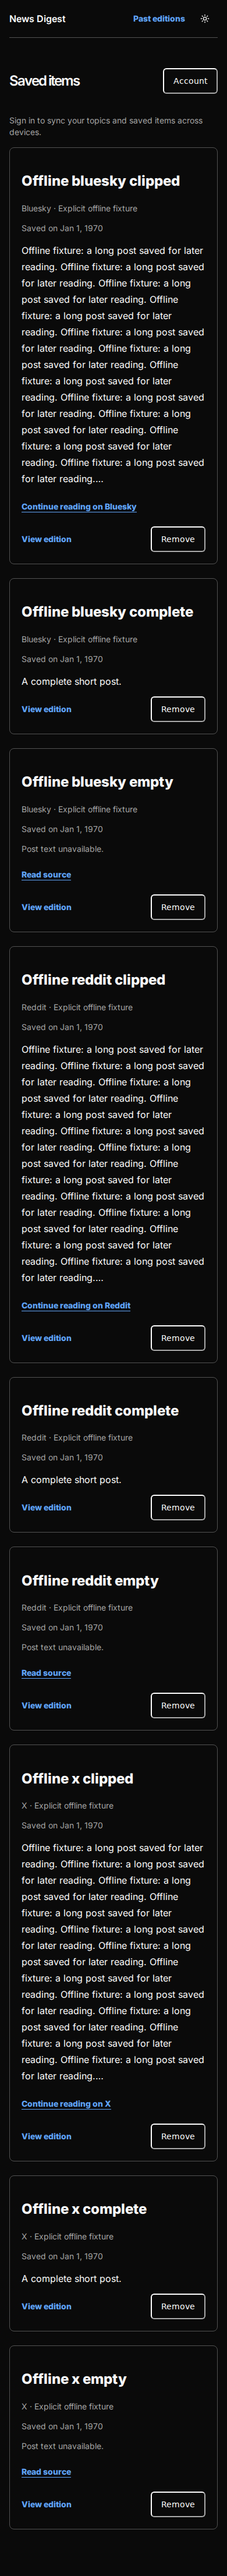 News Digest
Past editions
Saved items
Account
Sign in to sync your topics and saved items across
devices.
Offline bluesky clipped
Bluesky · Explicit offline fixture
Saved on Jan 1, 1970
Offline fixture: a long post saved for later
reading. Offline fixture: a long post saved
for later reading. Offline fixture: a long
post saved for later reading. Offline
fixture: a long post saved for later
reading. Offline fixture: a long post saved
for later reading. Offline fixture: a long
post saved for later reading. Offline
fixture: a long post saved for later
reading. Offline fixture: a long post saved
for later reading. Offline fixture: a long
post saved for later reading. Offline
fixture: a long post saved for later
reading. Offline fixture: a long post saved
for later reading....
Continue reading on Bluesky
View edition
Remove
Offline bluesky complete
Bluesky · Explicit offline fixture
Saved on Jan 1, 1970
A complete short post.
View edition
Remove
Offline bluesky empty
Bluesky · Explicit offline fixture
Saved on Jan 1, 1970
Post text unavailable.
Read source
View edition
Remove
Offline reddit clipped
Reddit · Explicit offline fixture
Saved on Jan 1, 1970
Offline fixture: a long post saved for later
reading. Offline fixture: a long post saved
for later reading. Offline fixture: a long
post saved for later reading. Offline
fixture: a long post saved for later
reading. Offline fixture: a long post saved
for later reading. Offline fixture: a long
post saved for later reading. Offline
fixture: a long post saved for later
reading. Offline fixture: a long post saved
for later reading. Offline fixture: a long
post saved for later reading. Offline
fixture: a long post saved for later
reading. Offline fixture: a long post saved
for later reading....
Continue reading on Reddit
View edition
Remove
Offline reddit complete
Reddit · Explicit offline fixture
Saved on Jan 1, 1970
A complete short post.
View edition
Remove
Offline reddit empty
Reddit · Explicit offline fixture
Saved on Jan 1, 1970
Post text unavailable.
Read source
View edition
Remove
Offline x clipped
X · Explicit offline fixture
Saved on Jan 1, 1970
Offline fixture: a long post saved for later
reading. Offline fixture: a long post saved
for later reading. Offline fixture: a long
post saved for later reading. Offline
fixture: a long post saved for later
reading. Offline fixture: a long post saved
for later reading. Offline fixture: a long
post saved for later reading. Offline
fixture: a long post saved for later
reading. Offline fixture: a long post saved
for later reading. Offline fixture: a long
post saved for later reading. Offline
fixture: a long post saved for later
reading. Offline fixture: a long post saved
for later reading....
Continue reading on X
View edition
Remove
Offline x complete
X · Explicit offline fixture
Saved on Jan 1, 1970
A complete short post.
View edition
Remove
Offline x empty
X · Explicit offline fixture
Saved on Jan 1, 1970
Post text unavailable.
Read source
View edition
Remove